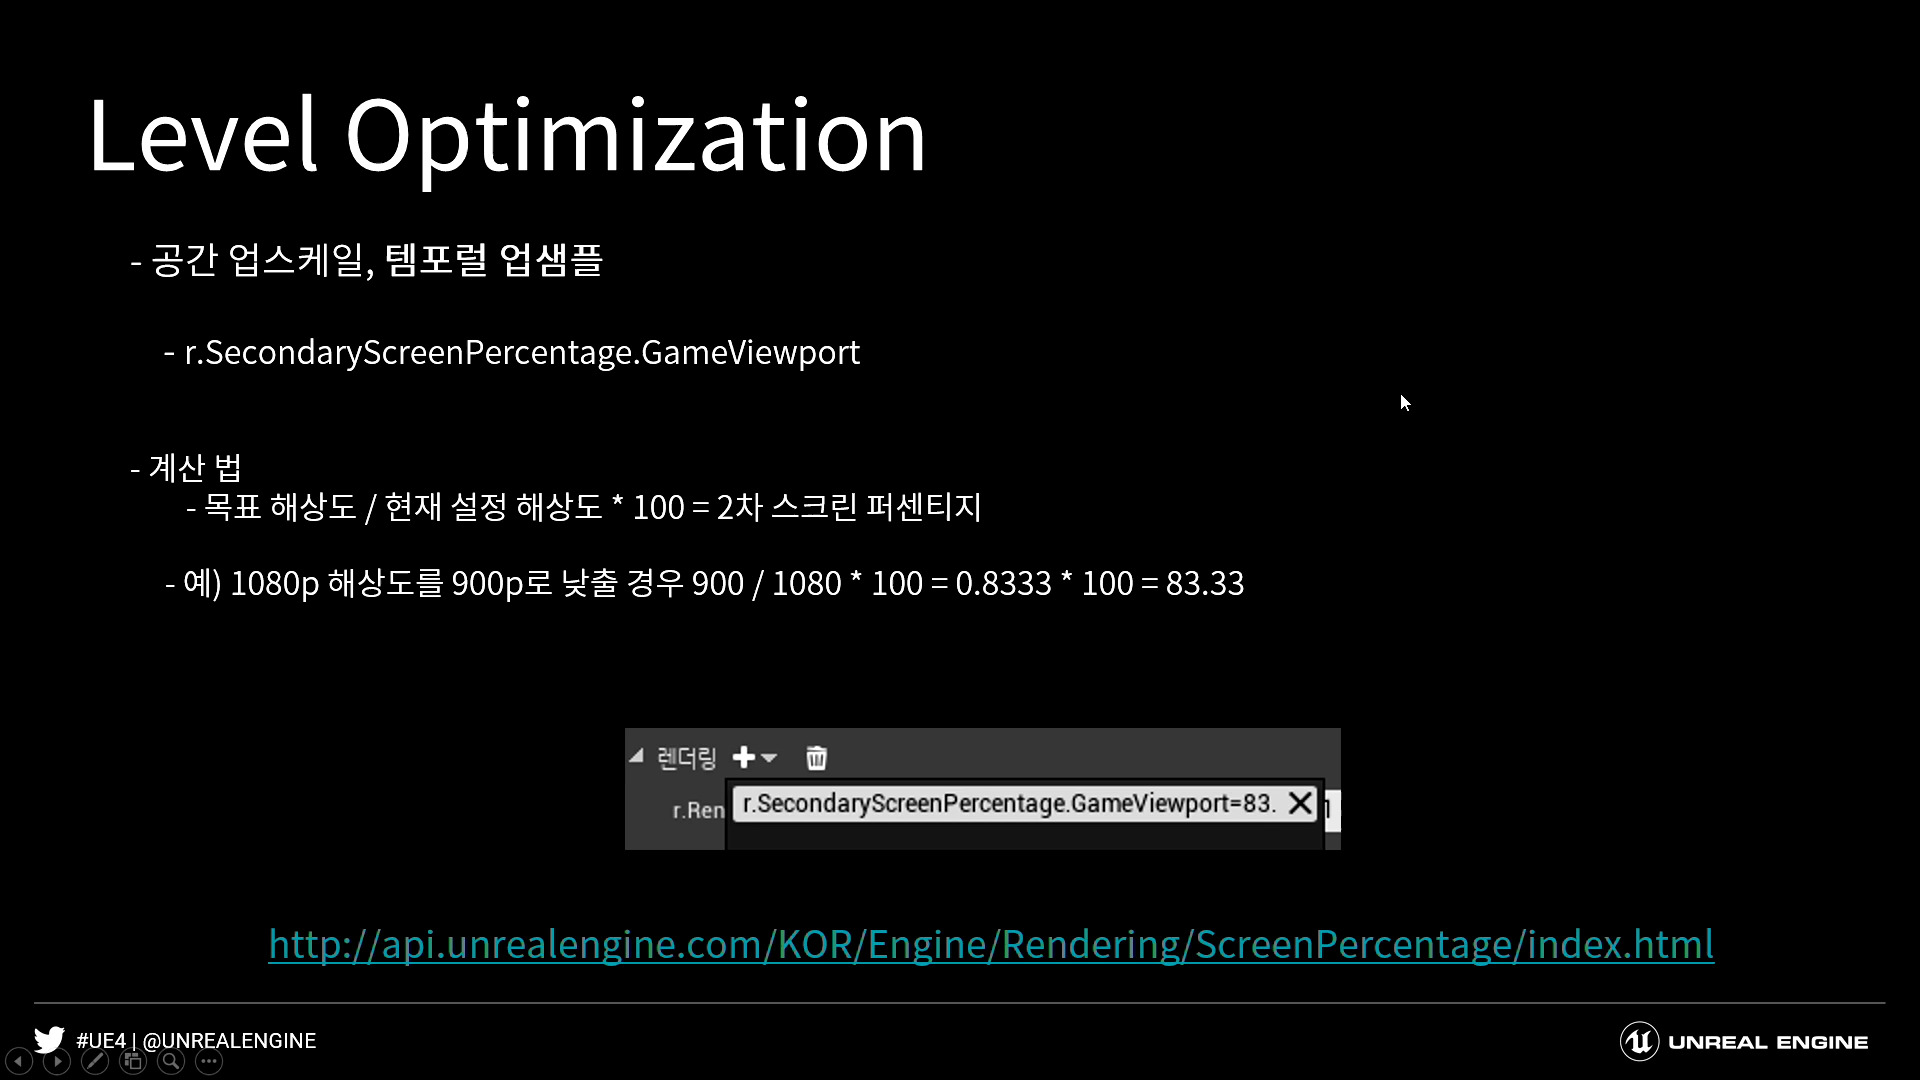 Level Optimization
- 공간 업스케일, 템포럴 업샘플
- r.SecondaryScreenPercentage.GameViewport
- 계산 법
- 목표 해상도 / 현재 설정 해상도 * 100 = 2차 스크린 퍼센티지
- 예) 1080p 해상도를 900p로 낮출 경우 900 / 1080 * 100 = 0.8333 * 100 = 83.33
렌더링
r.Ren
r.SecondaryScreenPercentage.GameViewport=83.
http://api.unrealengine.com/KOR/Engine/Rendering/ScreenPercentage/index.html
#UE4 | @UNREALENGINE
UNREAL ENGINE